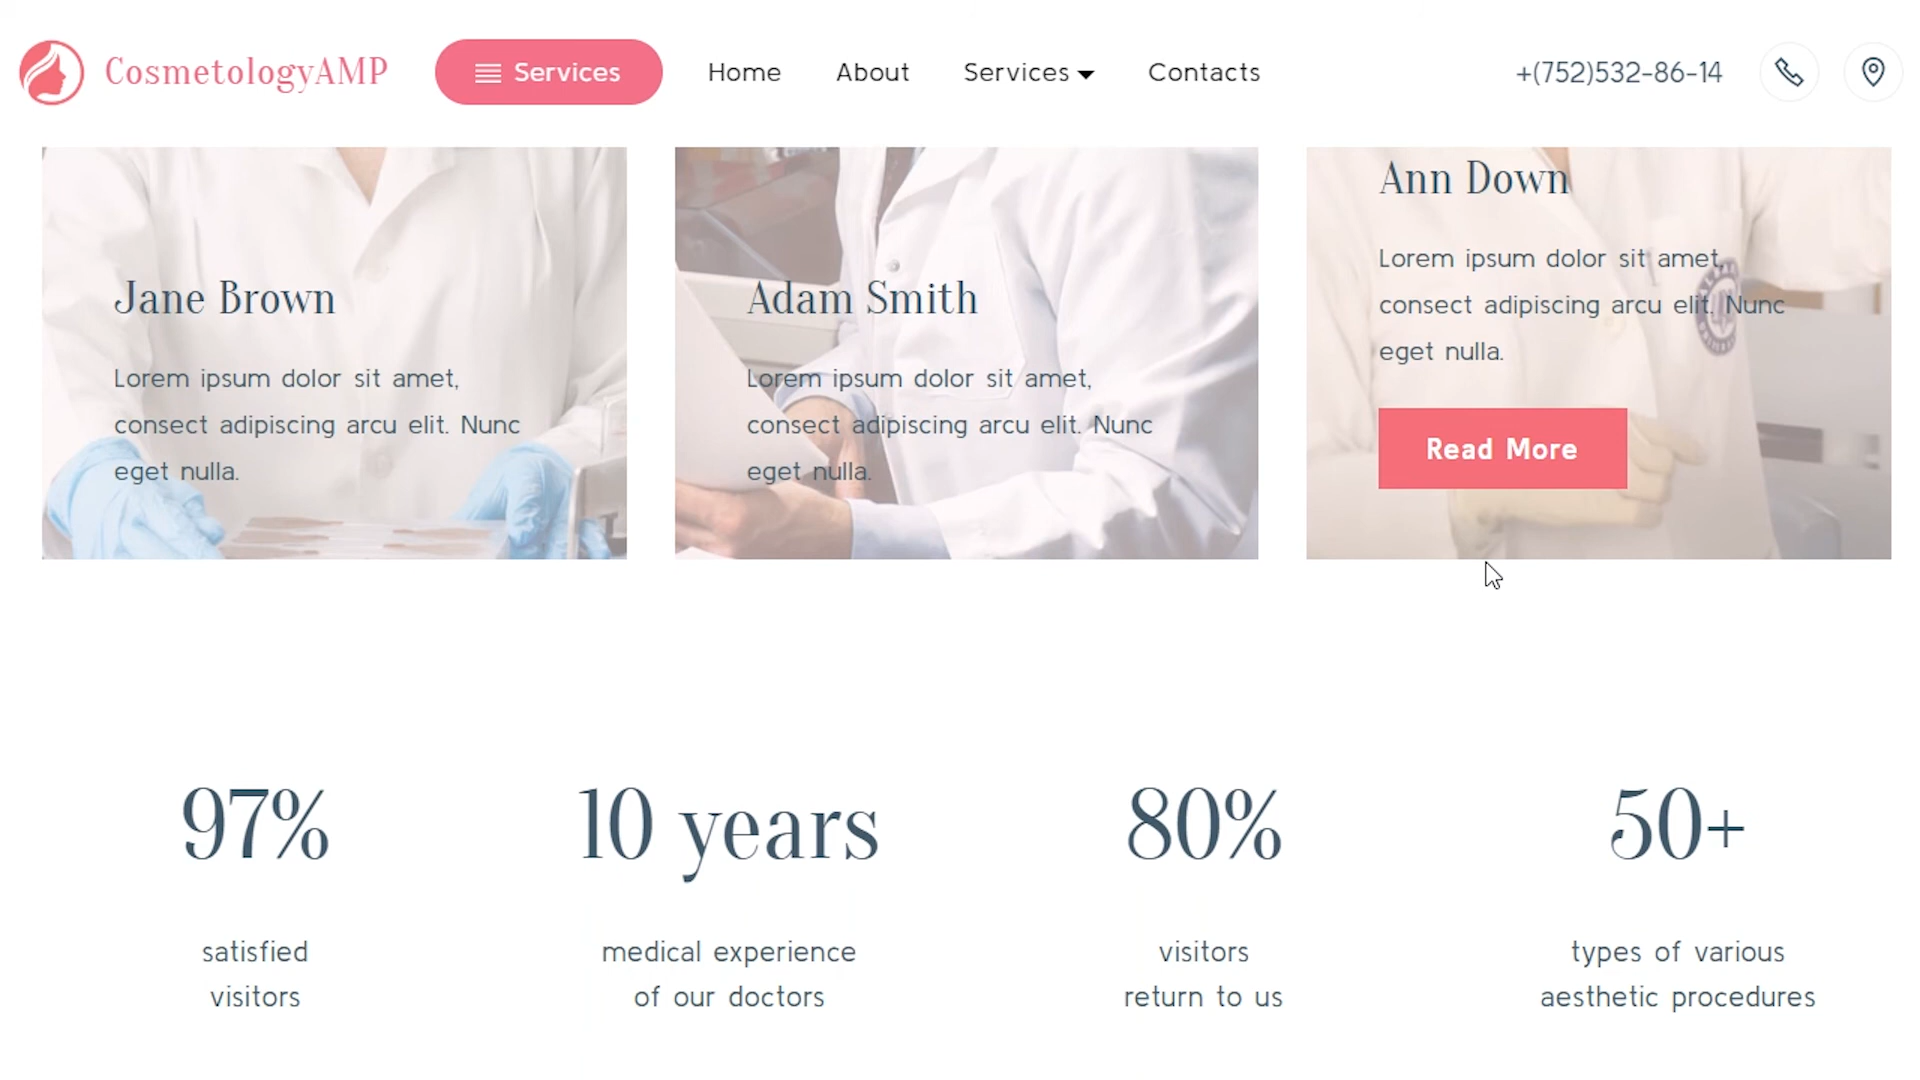 CosmetologyAMP
Services
Home
About
Services
Contacts
+(752)532-86-14
Jane Brown
Lorem ipsum dolor sit amet,
consect adipiscing arcu elit. Nunc
eget nulla.
Adam Smith
Lorem ipsum dolor sit amet,
consect adipiscing arcu elit. Nunc
eget nulla.
Ann Down
Lorem ipsum dolor sit amet,
consect adipiscing arcu elit. Nunc
eget nulla.
Read More
97%
satisfied
visitors
10 years
medical experience
of our doctors
80%
visitors
return to us
50+
types of various
aesthetic procedures